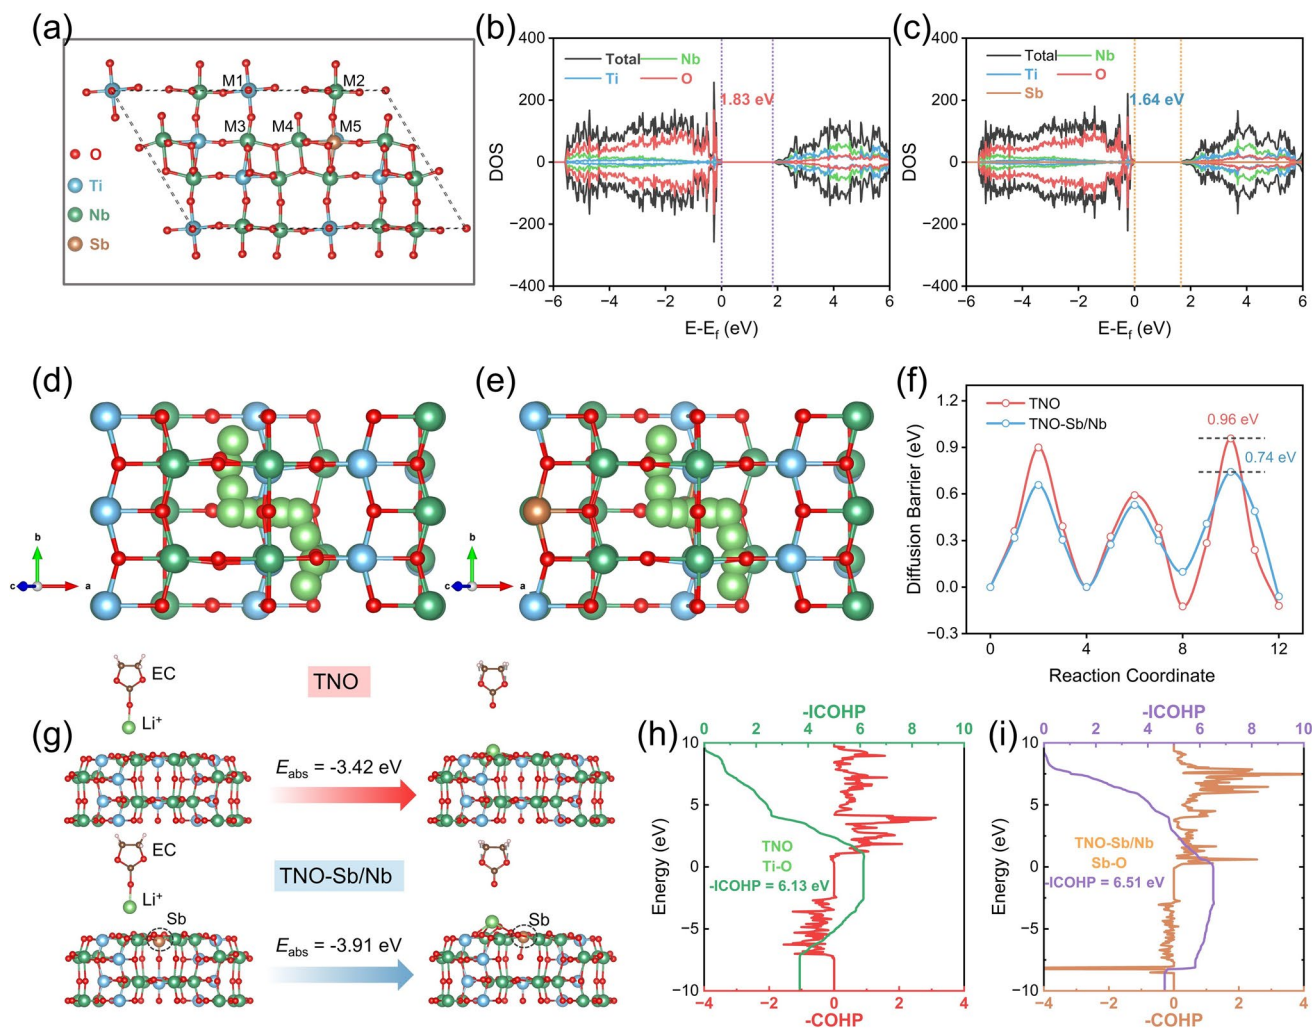 (a)
M1
M2
M3
M4
M5
O
Ti
Nb
Sb
(b)
400
200
0
−200
−400
DOS
Total
Nb
Ti
O
1.83 eV
−6
−4
−2
0
2
4
6
E-Ef (eV)
(c)
400
200
0
−200
−400
DOS
Total
Nb
Ti
O
Sb
1.64 eV
−6
−4
−2
0
2
4
6
E-Ef (eV)
(d)
b
c
a
(e)
b
c
a
(f)
1.2
0.9
0.6
0.3
0.0
−0.3
Diffusion Barrier (eV)
TNO
TNO-Sb/Nb
0.96 eV
0.74 eV
0
4
8
12
Reaction Coordinate
(g)
EC
Li⁺
TNO
Eabs = -3.42 eV
EC
Li⁺
Sb
TNO-Sb/Nb
Eabs = -3.91 eV
Sb
(h)
-ICOHP
0
2
4
6
8
10
10
5
0
−5
−10
Energy (eV)
TNO
Ti-O
-ICOHP = 6.13 eV
−4
−2
0
2
4
-COHP
(i)
-ICOHP
0
2
4
6
8
10
10
5
0
−5
−10
Energy (eV)
TNO-Sb/Nb
Sb-O
-ICOHP = 6.51 eV
−4
−2
0
2
4
-COHP